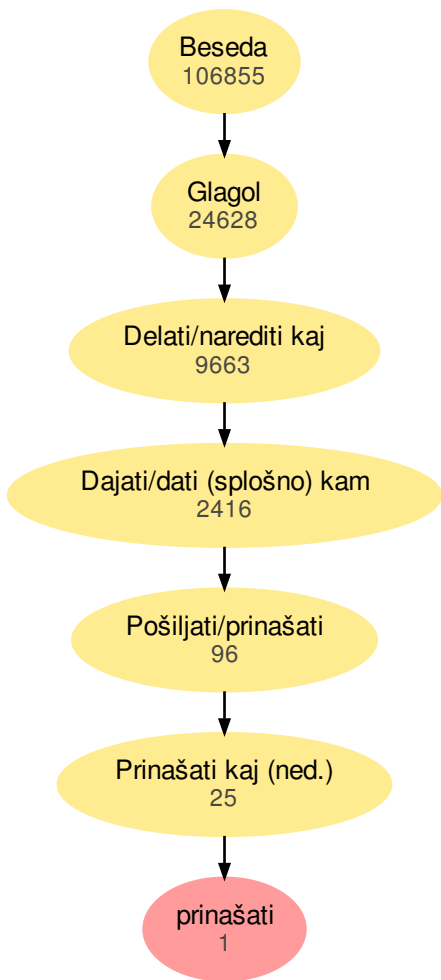 Beseda
106855
Glagol
24628
Delati/narediti kaj
9663
Dajati/dati (splošno) kam
2416
Pošiljati/prinašati
96
Prinašati kaj (ned.)
25
prinašati
1